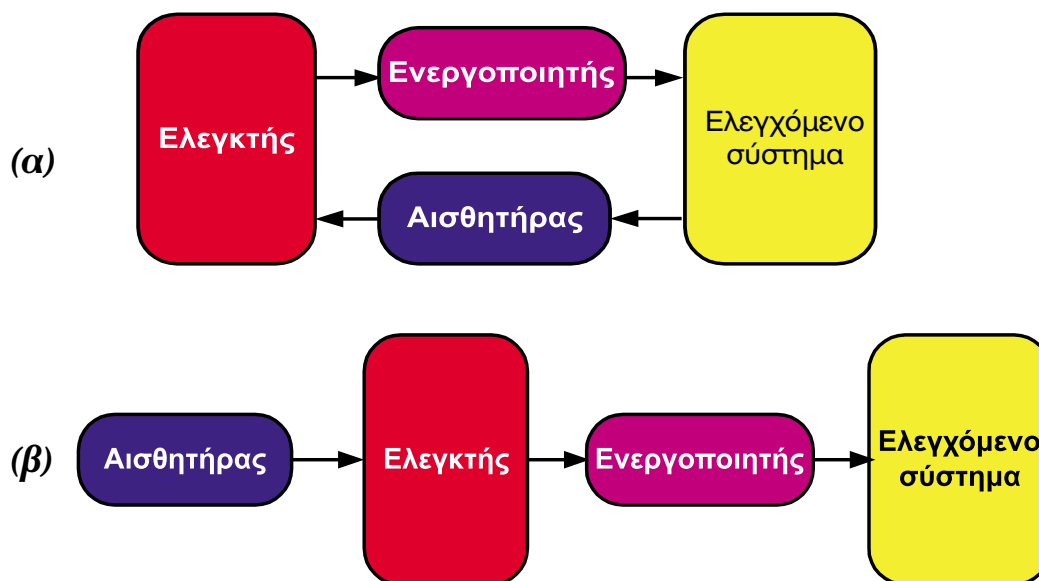 Ενεργοποιητής
Ελεγκτής
Ελεγχόμενο
σύστημα
(α)
Αισθητήρας
(β)
Αισθητήρας
Ελεγκτής
Ενεργοποιητής
Ελεγχόμενο
σύστημα